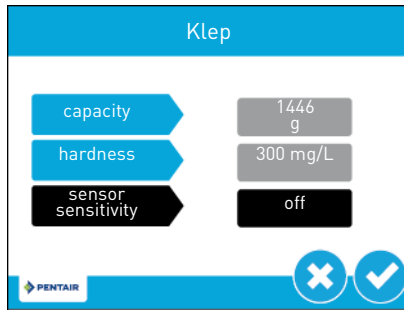 Klep
capacity
1446
g
hardness
300 mg/L
sensor
sensitivity
off
PENTAIR